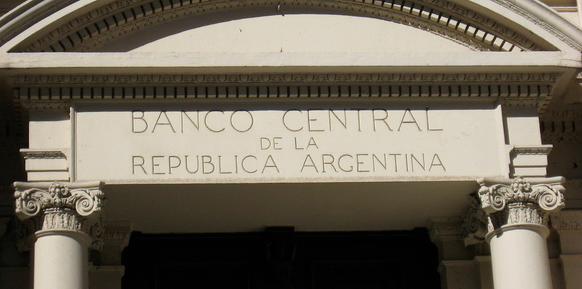 BANCO CENTRAL
DE LA
REPUBLICA ARGENTINA